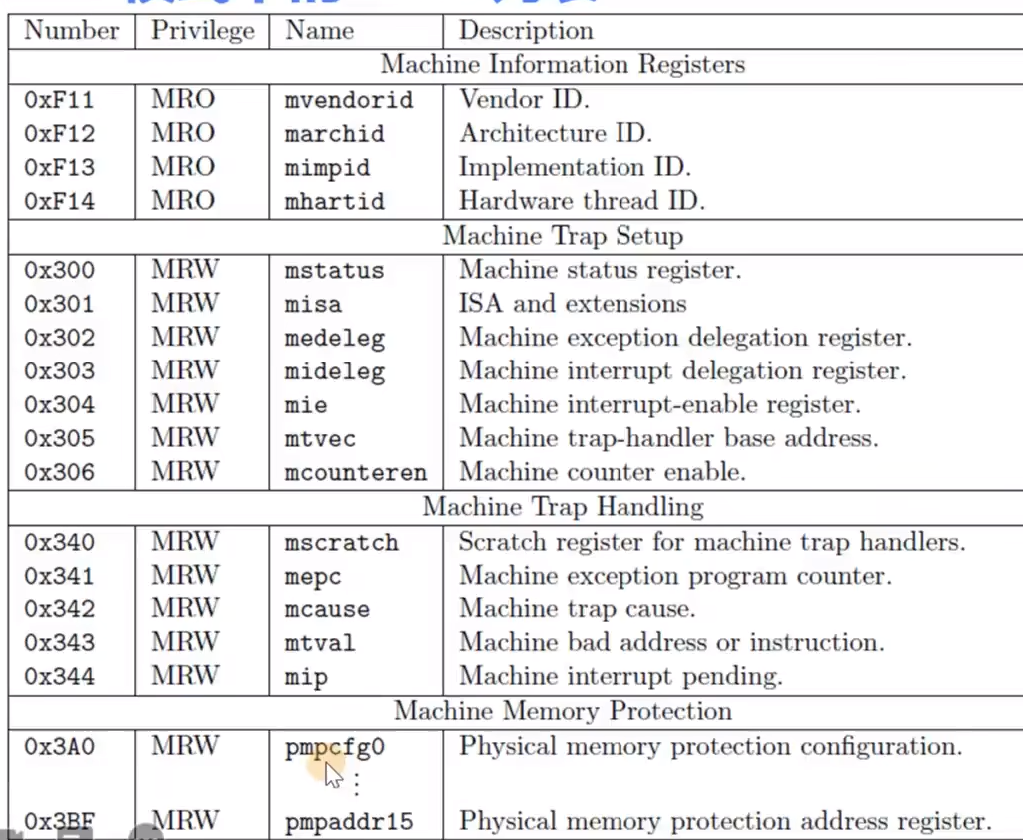 Number Privilege Name Description
Machine Information Registers
0xF11 MRO mvendorid Vendor ID.
0xF12 MRO marchid Architecture ID.
0xF13 MRO mimpid Implementation ID.
0xF14 MRO mhartid Hardware thread ID.
Machine Trap Setup
0x300 MRW mstatus Machine status register.
0x301 MRW misa ISA and extensions
0x302 MRW medeleg Machine exception delegation register.
0x303 MRW mideleg Machine interrupt delegation register.
0x304 MRW mie Machine interrupt-enable register.
0x305 MRW mtvec Machine trap-handler base address.
0x306 MRW mcounteren Machine counter enable.
Machine Trap Handling
0x340 MRW mscratch Scratch register for machine trap handlers.
0x341 MRW mepc Machine exception program counter.
0x342 MRW mcause Machine trap cause.
0x343 MRW mtval Machine bad address or instruction.
0x344 MRW mip Machine interrupt pending.
Machine Memory Protection
0x3A0 MRW pmpcfg0 Physical memory protection configuration.
⋮
0x3BF MRW pmpaddr15 Physical memory protection address register.